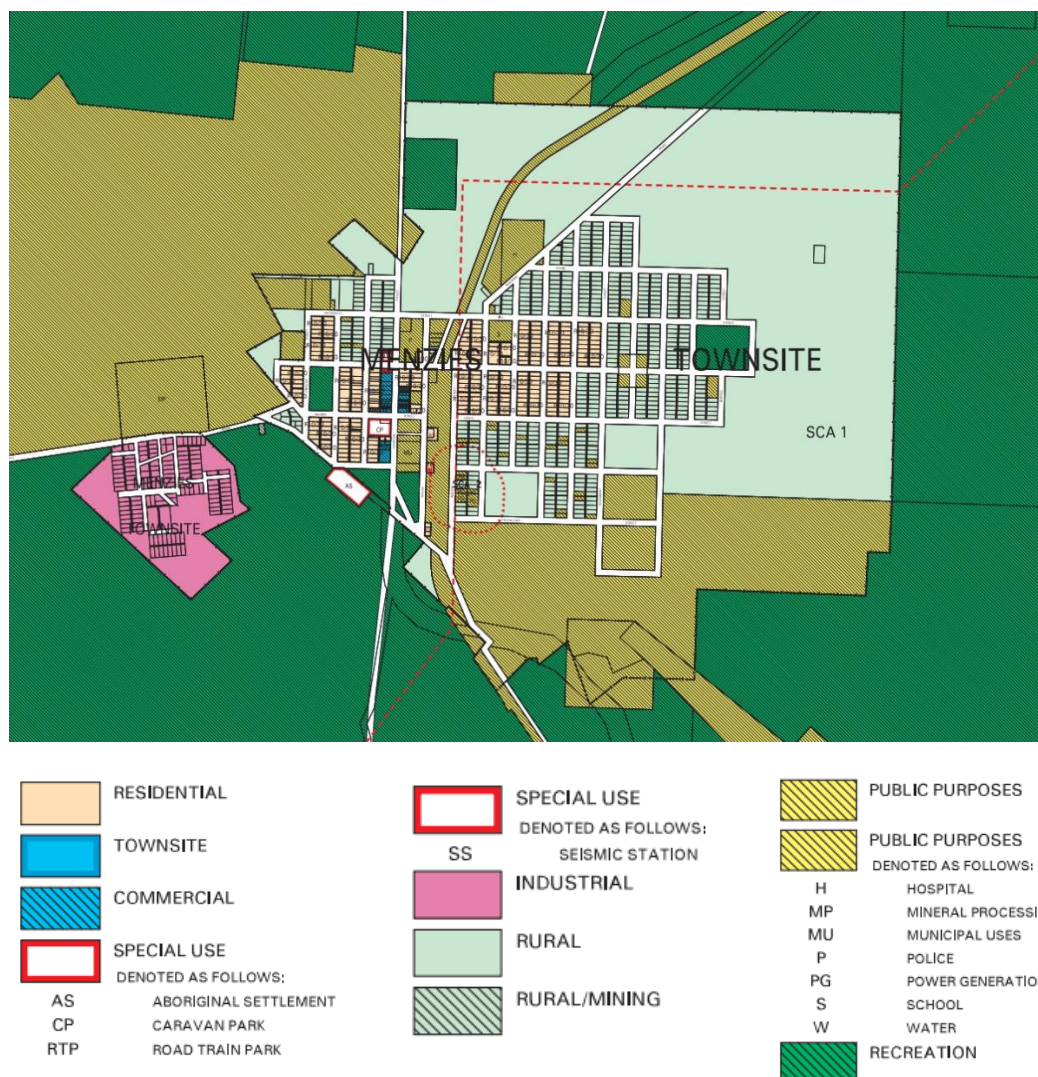 MENZIES
TOWNSITE
SCA 1
MP
CP
MU
AS
P
H
S
MENZIES
TOWNSITE
RESIDENTIAL
TOWNSITE
COMMERCIAL
SPECIAL USE
DENOTED AS FOLLOWS:
AS ABORIGINAL SETTLEMENT
CP CARAVAN PARK
RTP ROAD TRAIN PARK
SPECIAL USE
DENOTED AS FOLLOWS:
SS SEISMIC STATION
INDUSTRIAL
RURAL
RURAL/MINING
PUBLIC PURPOSES
PUBLIC PURPOSES
DENOTED AS FOLLOWS:
H HOSPITAL
MP MINERAL PROCESSI
MU MUNICIPAL USES
P POLICE
PG POWER GENERATIO
S SCHOOL
W WATER
RECREATION